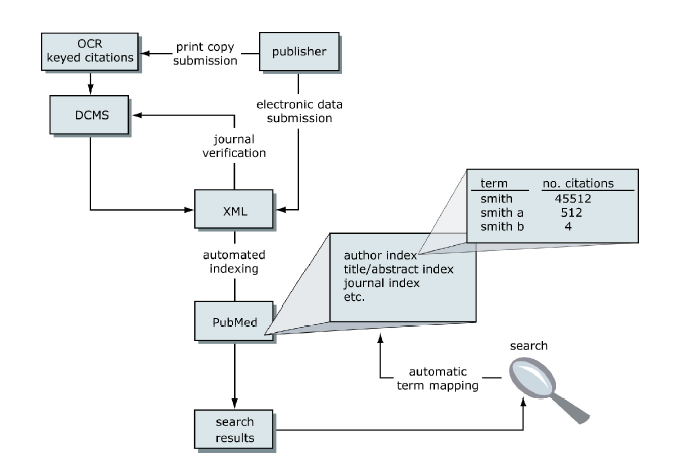 OCR
keyed citations
print copy
submission
publisher
DCMS
electronic data
submission
journal
verification
XML
term no. citations
smith 45512
smith a 512
smith b 4
automated
indexing
author index
title/abstract index
journal index
etc.
PubMed
search
automatic
term mapping
search
results